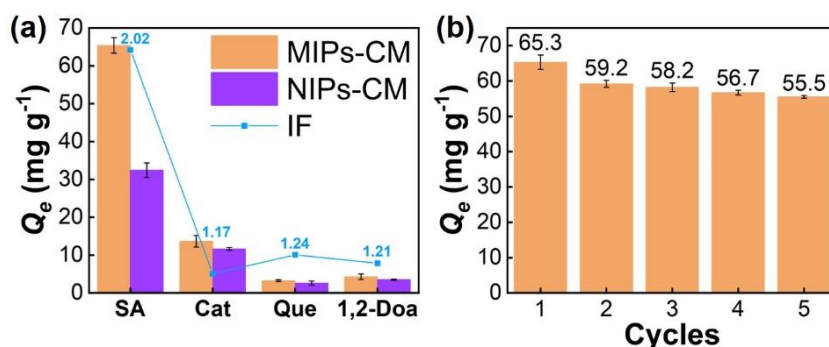 (a)
70
60
50
40
30
20
10
0
Qe (mg g⁻¹)
2.02
1.17
1.24
1.21
MIPs-CM
NIPs-CM
IF
SA Cat Que 1,2-Doa
(b)
70
60
50
40
30
20
10
0
Qe (mg g⁻¹)
65.3
59.2
58.2
56.7
55.5
1 2 3 4 5
Cycles